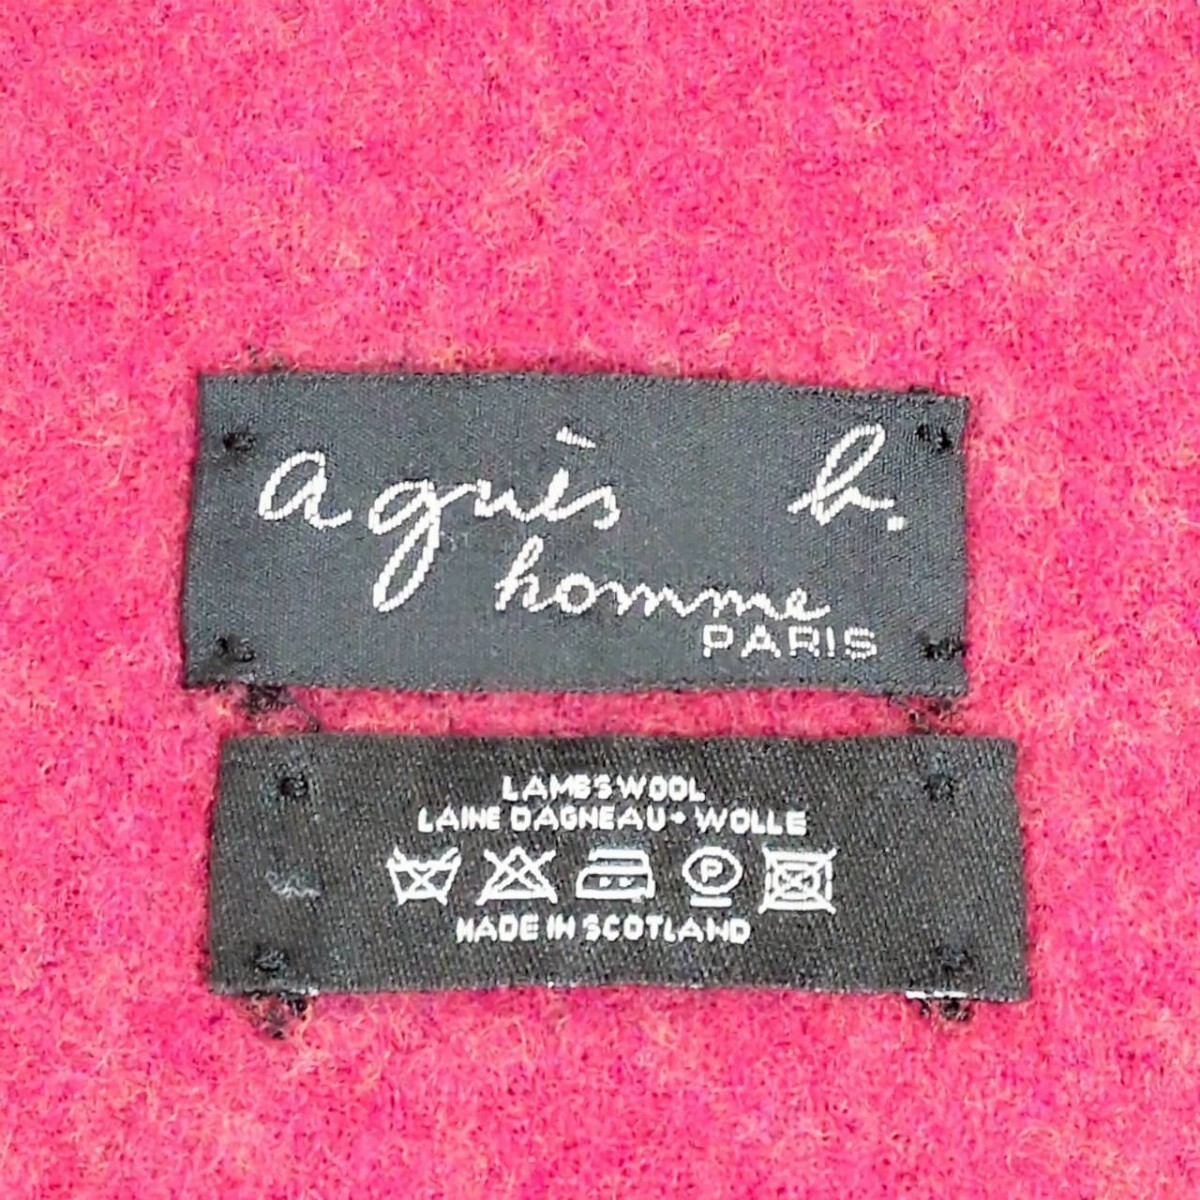 agnès b.
homme
PARIS
LAMBSWOOL
LAINE DAGNEAU• WOLLE
P
MADE IN SCOTLAND